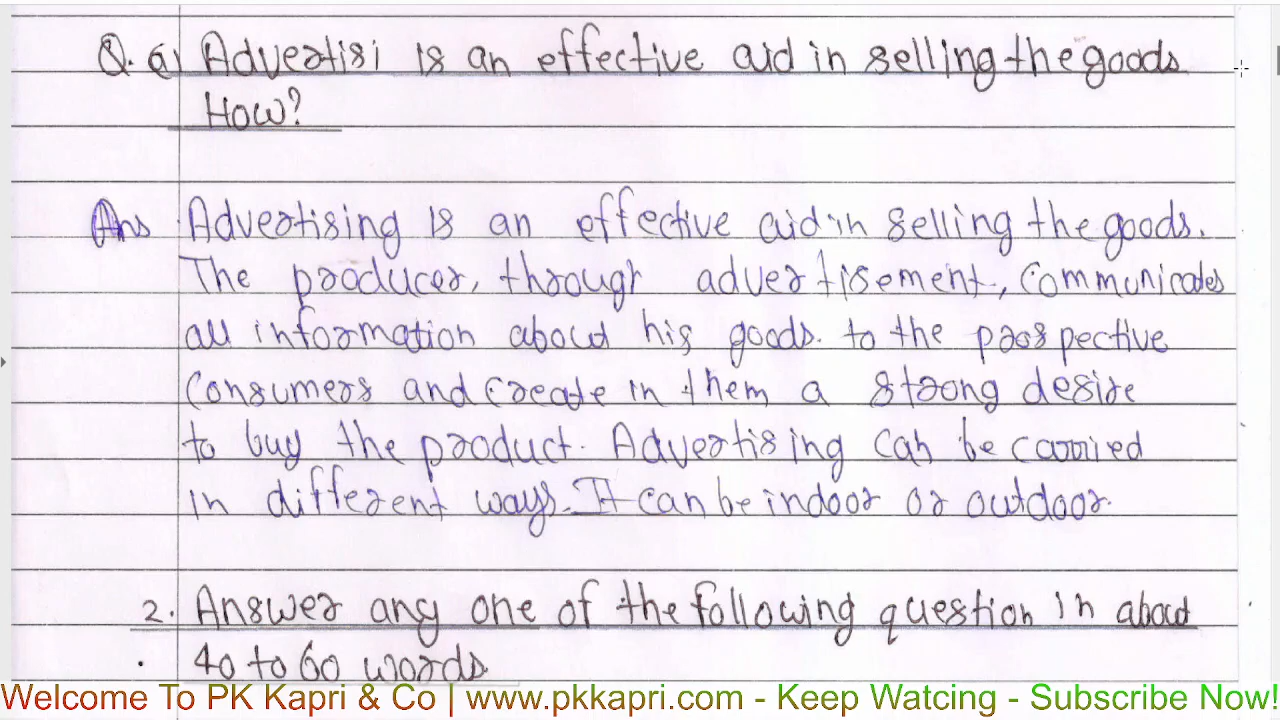 Q. 6) Advertisi is an effective aid in selling the goods
How?
Ans Advertising is an effective aid in selling the goods.
The producer, through advertisement, communicates
all information about his goods. to the prospective
consumers and create in them a strong desire
to buy the product. Advertising can be carried
in different ways. It can be indoor or outdoor.
2. Answer any one of the following question in about
40 to 60 words
Welcome To PK Kapri & Co | www.pkkapri.com - Keep Watcing - Subscribe Now!